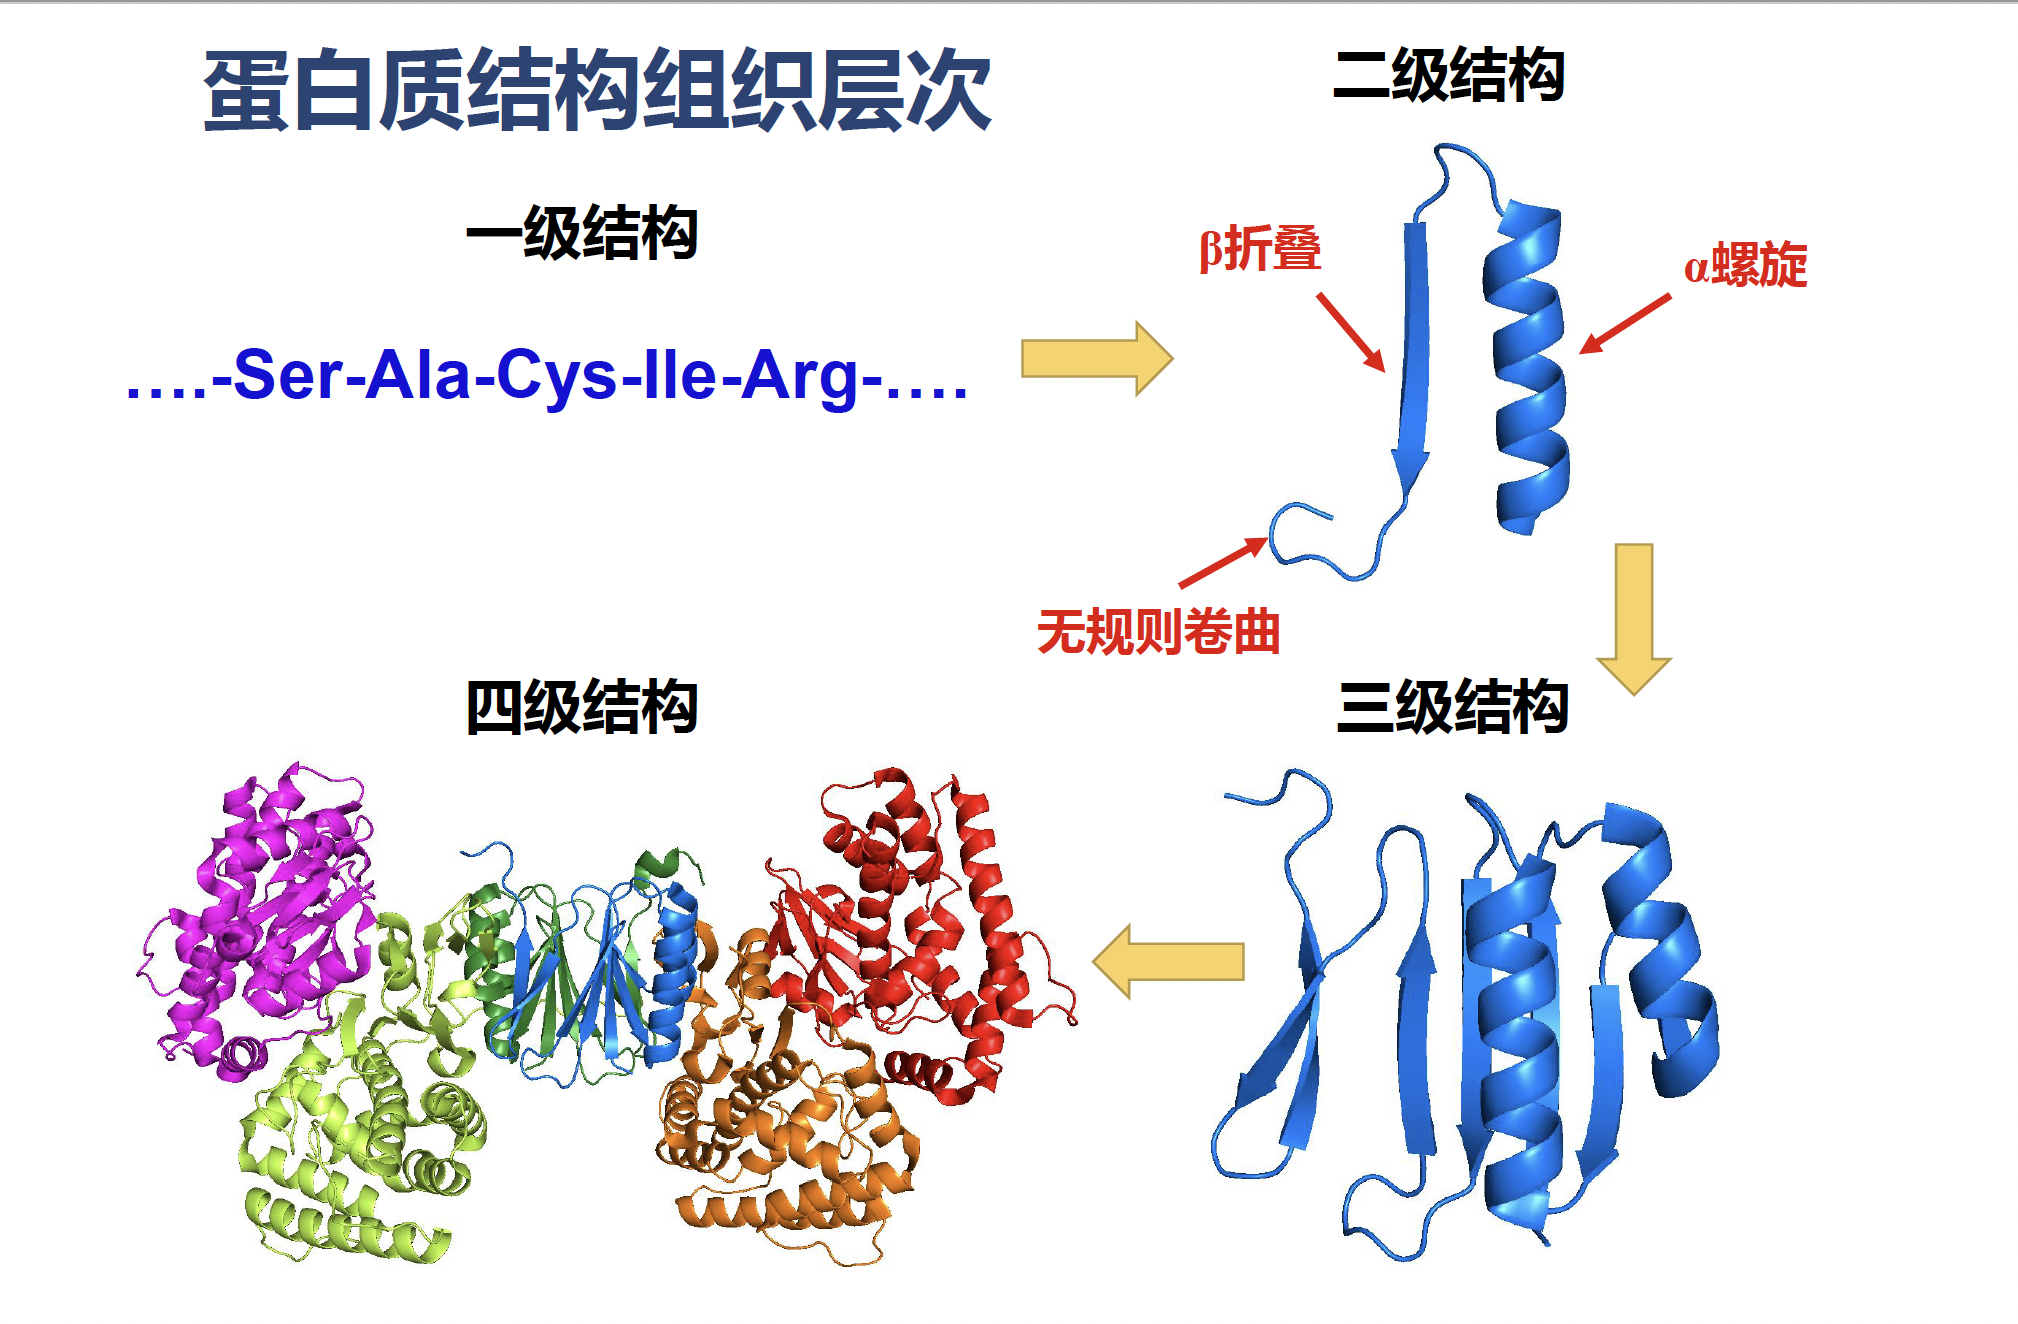 蛋白质结构组织层次
一级结构
....-Ser-Ala-Cys-Ile-Arg-....
二级结构
β折叠
α螺旋
无规则卷曲
三级结构
四级结构